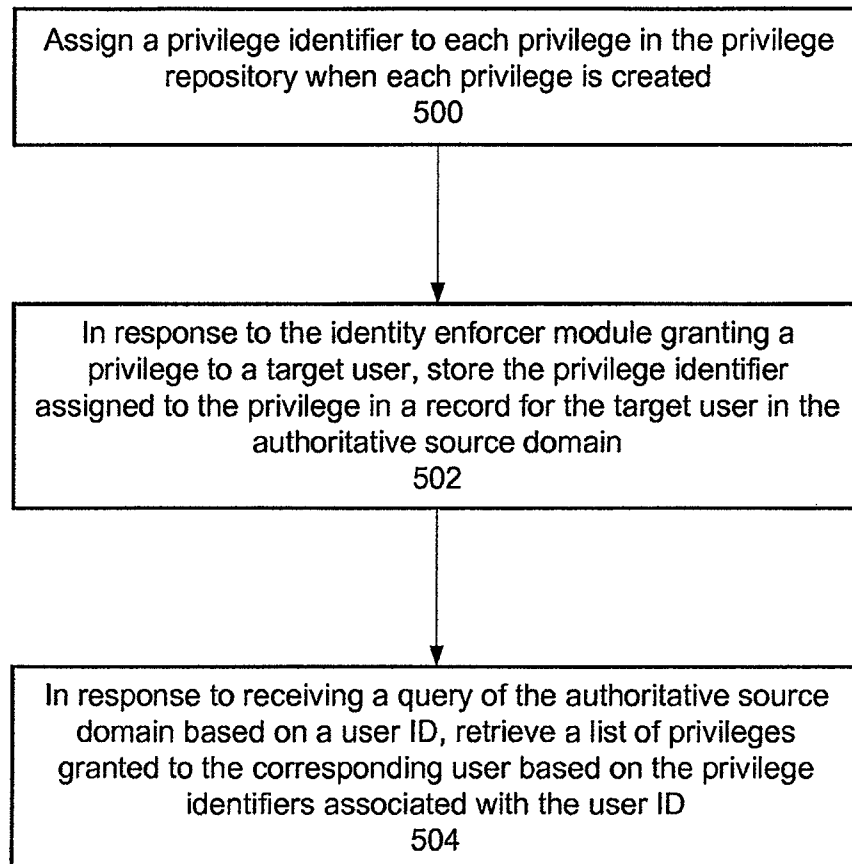 Assign a privilege identifier to each privilege in the privilege
repository when each privilege is created
500
In response to the identity enforcer module granting a
privilege to a target user, store the privilege identifier
assigned to the privilege in a record for the target user in the
authoritative source domain
502
In response to receiving a query of the authoritative source
domain based on a user ID, retrieve a list of privileges
granted to the corresponding user based on the privilege
identifiers associated with the user ID
504